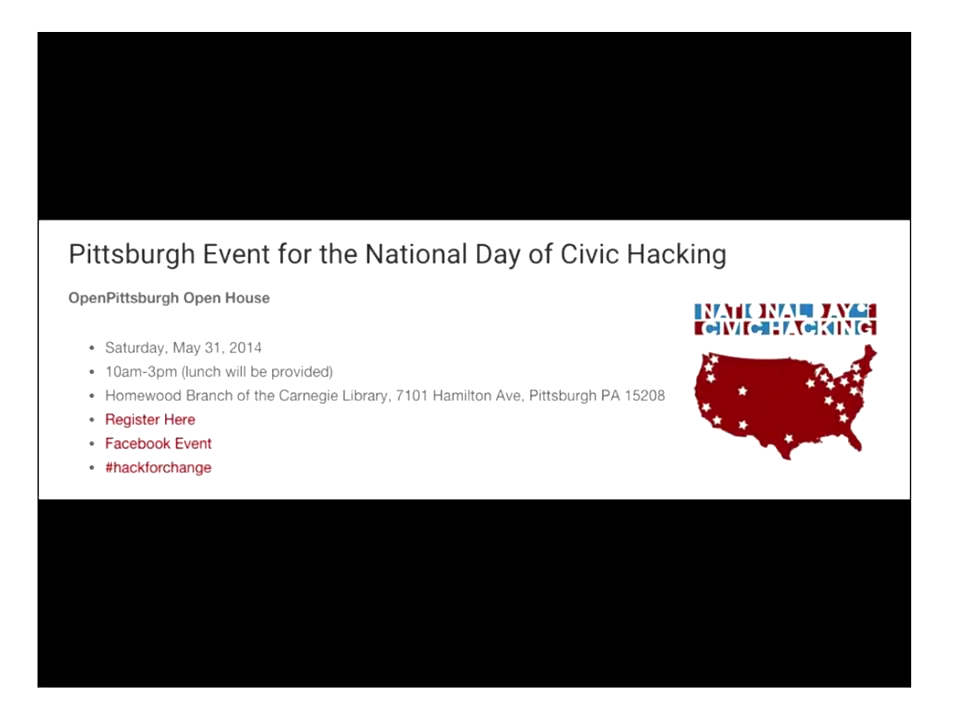 Pittsburgh Event for the National Day of Civic Hacking
OpenPittsburgh Open House
NATIONAL DAY of
CIVIC HACKING
• Saturday, May 31, 2014
• 10am-3pm (lunch will be provided)
• Homewood Branch of the Carnegie Library, 7101 Hamilton Ave, Pittsburgh PA 15208
• Register Here
• Facebook Event
• #hackforchange